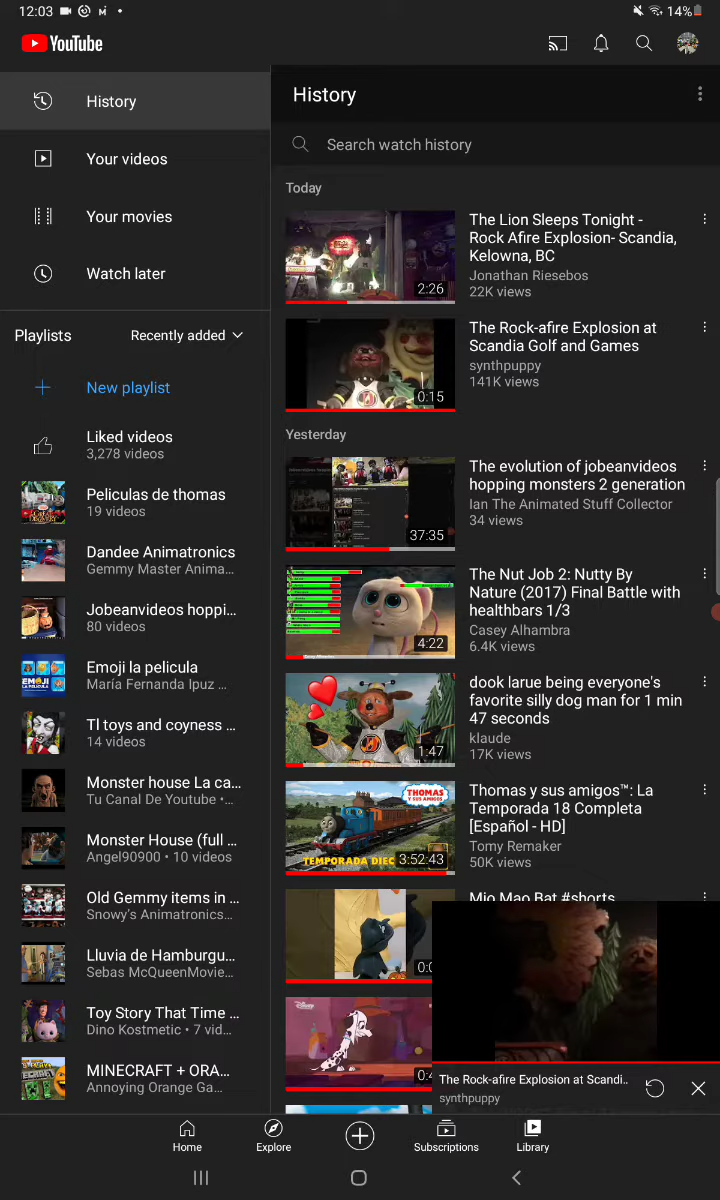 12:03
14%
YouTube
History
Your videos
Your movies
Watch later
Playlists
Recently added
New playlist
Liked videos
3,278 videos
Peliculas de thomas
19 videos
Dandee Animatronics
Gemmy Master Anima...
Jobeanvideos hoppi...
80 videos
Emoji la pelicula
María Fernanda Ipuz ...
TI toys and coyness ...
14 videos
Monster house La ca...
Tu Canal De Youtube •...
Monster House (full ...
Angel90900 • 10 videos
Old Gemmy items in ...
Snowy's Animatronics...
Lluvia de Hamburgu...
Sebas McQueenMovie...
Toy Story That Time ...
Dino Kostmetic • 7 vid...
MINECRAFT + ORA...
Annoying Orange Ga...
History
Search watch history
Today
2:26
The Lion Sleeps Tonight -
Rock Afire Explosion- Scandia,
Kelowna, BC
Jonathan Riesebos
22K views
0:15
The Rock-afire Explosion at
Scandia Golf and Games
synthpuppy
141K views
Yesterday
37:35
The evolution of jobeanvideos
hopping monsters 2 generation
Ian The Animated Stuff Collector
34 views
4:22
The Nut Job 2: Nutty By
Nature (2017) Final Battle with
healthbars 1/3
Casey Alhambra
6.4K views
1:47
dook larue being everyone's
favorite silly dog man for 1 min
47 seconds
klaude
17K views
THOMAS
Y SUS AMIGOS
TEMPORADA DIEC
3:52:43
Thomas y sus amigos™: La
Temporada 18 Completa
[Español - HD]
Tomy Remaker
50K views
Mio Mao Bat #shorts
The Rock-afire Explosion at Scandi..
synthpuppy
Home
Explore
Subscriptions
Library